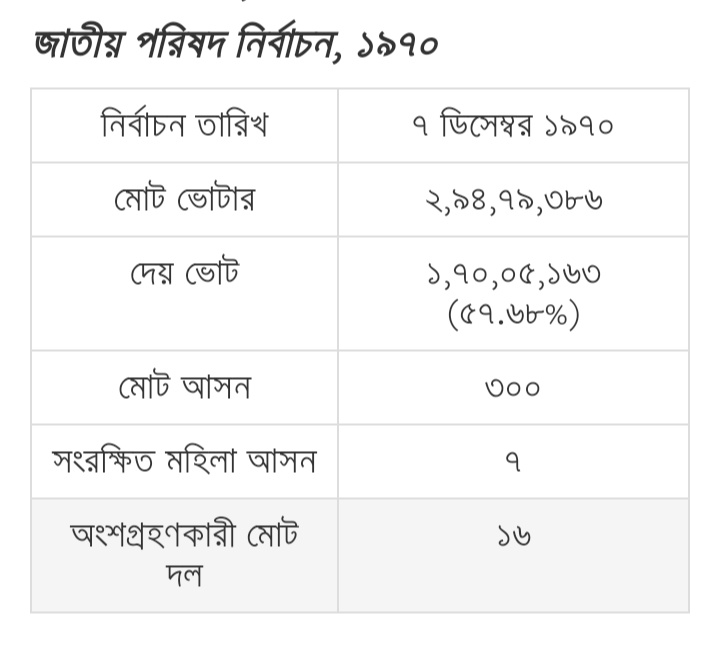 জাতীয় পরিষদ নির্বাচন, ১৯৭০
নির্বাচন তারিখ
৭ ডিসেম্বর ১৯৭০
মোট ভোটার
২,৯৪,৭৯,৩৮৬
দেয় ভোট
১,৭০,০৫,১৬৩
(৫৭.৬৮%)
মোট আসন
৩০০
সংরক্ষিত মহিলা আসন
৭
অংশগ্রহণকারী মোট
দল
১৬